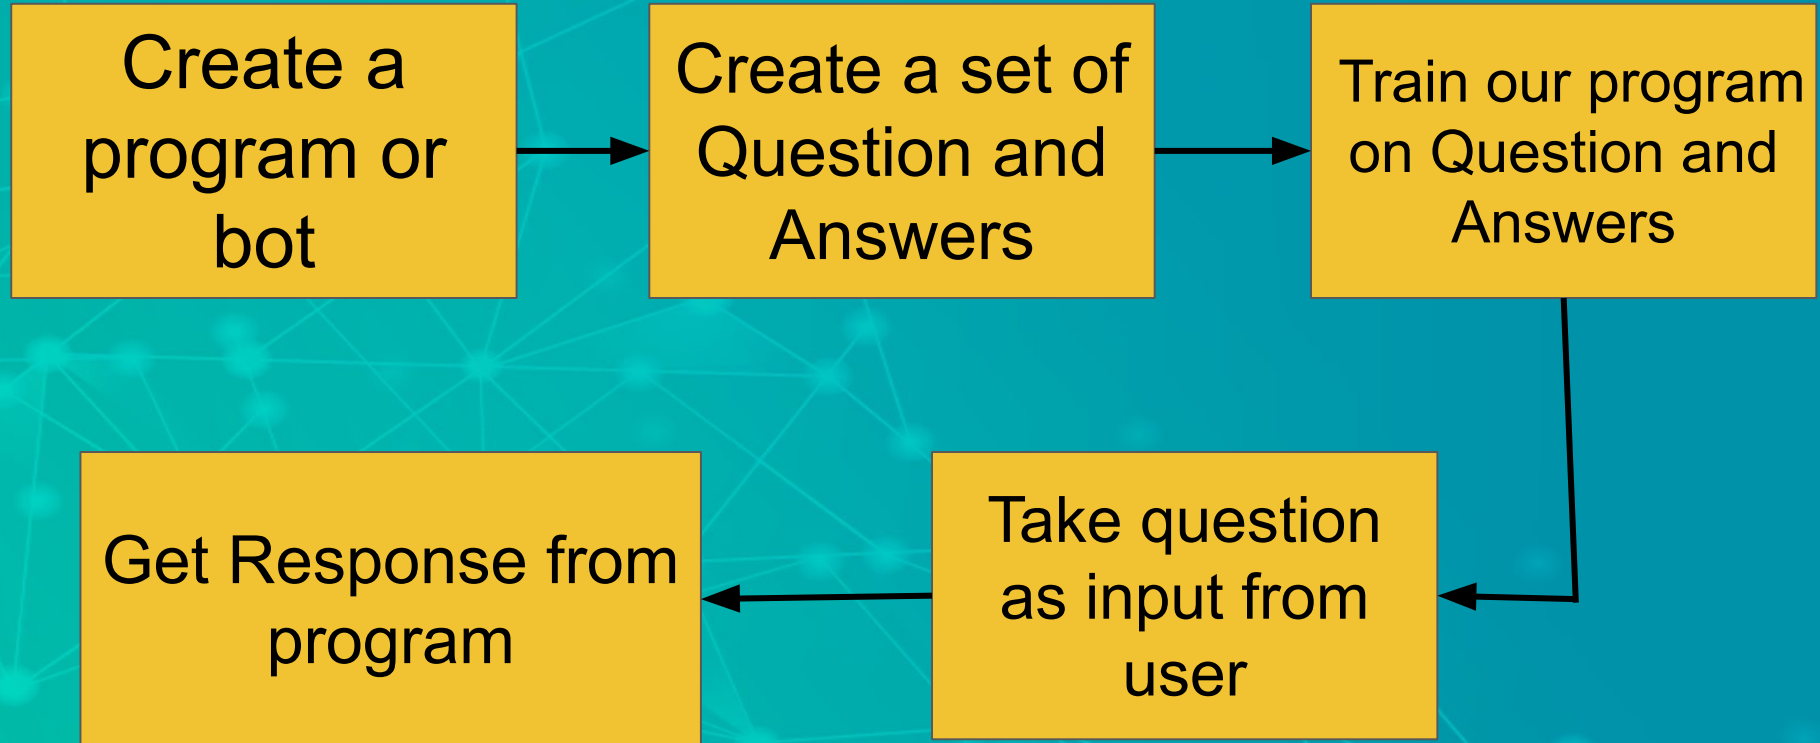 Create a
program or
bot
Create a set of
Question and
Answers
Train our program
on Question and
Answers
Take question
as input from
user
Get Response from
program